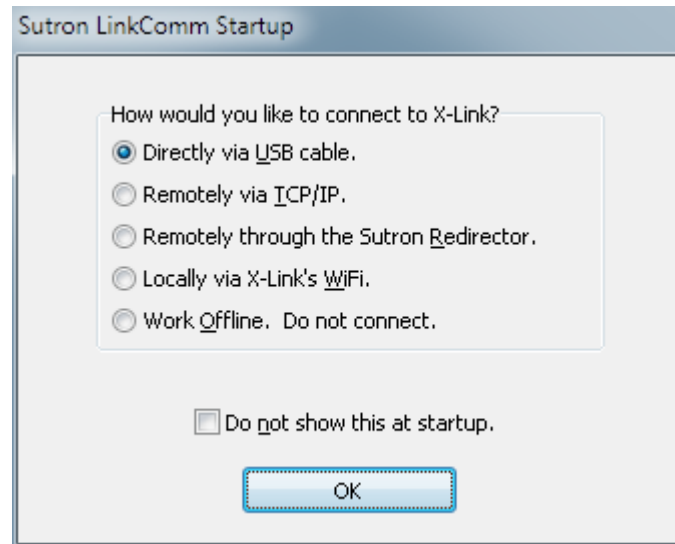 Sutron LinkComm Startup
How would you like to connect to X-Link?
Directly via USB cable.
Remotely via TCP/IP.
Remotely through the Sutron Redirector.
Locally via X-Link's WiFi.
Work Offline.  Do not connect.
Do not show this at startup.
OK